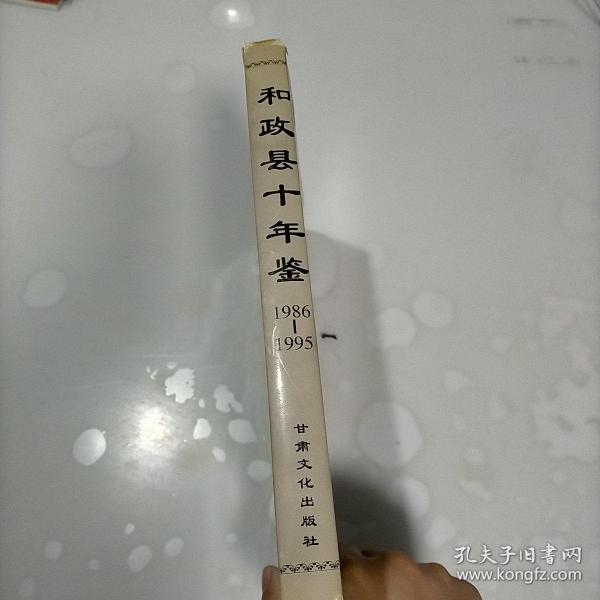 和政县十年鉴
1986
—
1995
甘肃文化出版社
孔夫子旧书网
www.kongfz.com